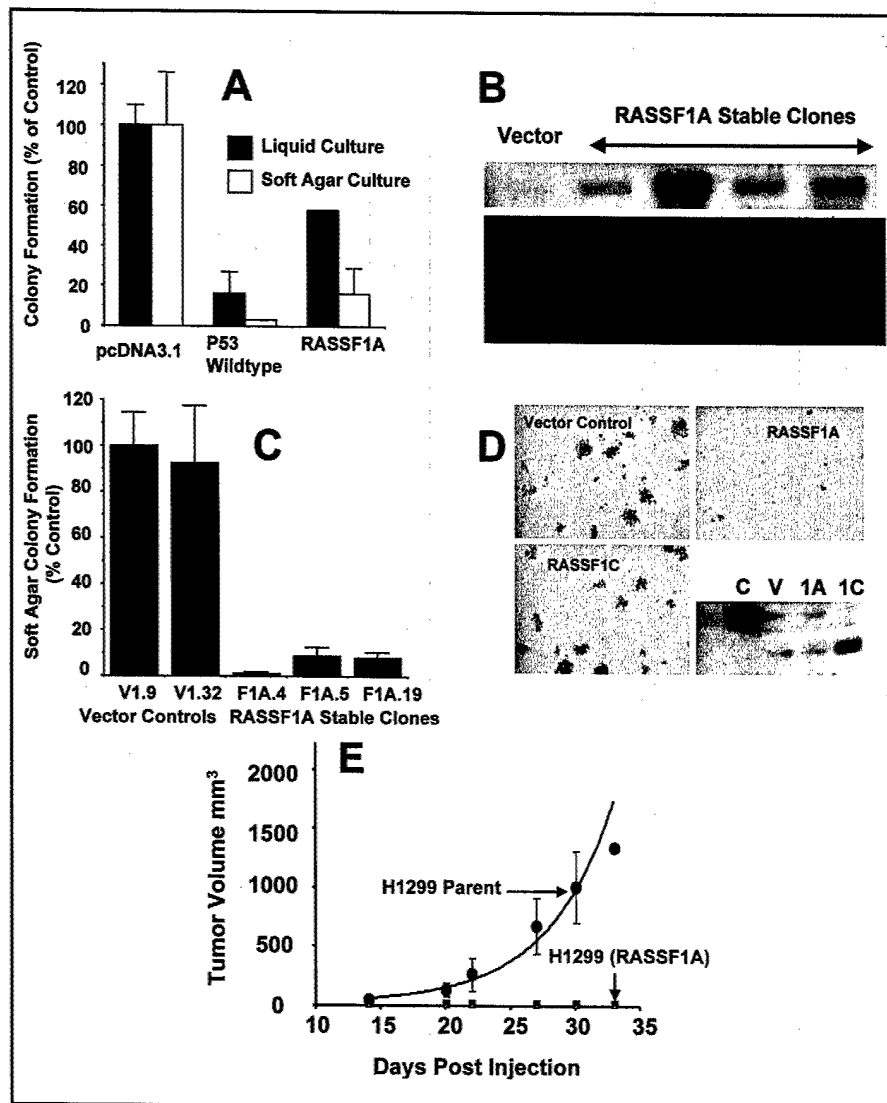 A
Colony Formation (% of Control)
120
100
80
60
40
20
0
Liquid Culture
Soft Agar Culture
pcDNA3.1
P53
Wildtype
RASSF1A
B
RASSF1A Stable Clones
Vector
C
Soft Agar Colony Formation
(% Control)
120
100
80
60
40
20
0
V1.9 V1.32 F1A.4 F1A.5 F1A.19
Vector Controls RASSF1A Stable Clones
D
Vector Control
RASSF1A
RASSF1C
C V 1A 1C
E
Tumor Volume mm³
2000
1500
1000
500
0
H1299 Parent
H1299 (RASSF1A)
10 15 20 25 30 35
Days Post Injection